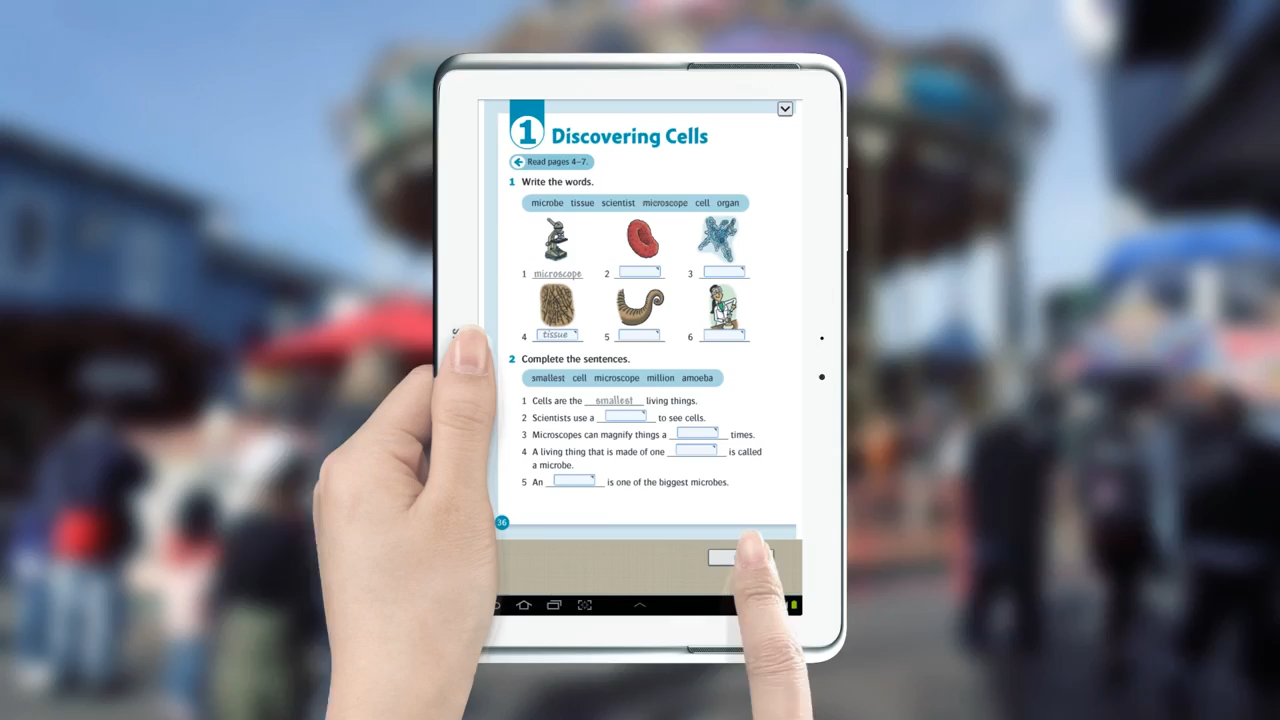 1 Discovering Cells
Read pages 4–7.
1 Write the words.
microbe tissue scientist microscope cell organ
1 microscope 2 3
4 tissue 5 6
2 Complete the sentences.
smallest cell microscope million amoeba
1 Cells are the smallest living things.
2 Scientists use a to see cells.
3 Microscopes can magnify things a times.
4 A living thing that is made of one is called
a microbe.
5 An is one of the biggest microbes.
36